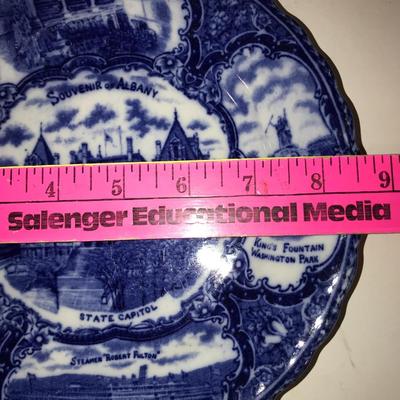 SOUVENIR OF ALBANY
4 5 6 7 8 9
Salenger Educational Media
KING'S FOUNTAIN
WASHINGTON PARK
STATE CAPITOL
STEAMER "ROBERT FULTON"